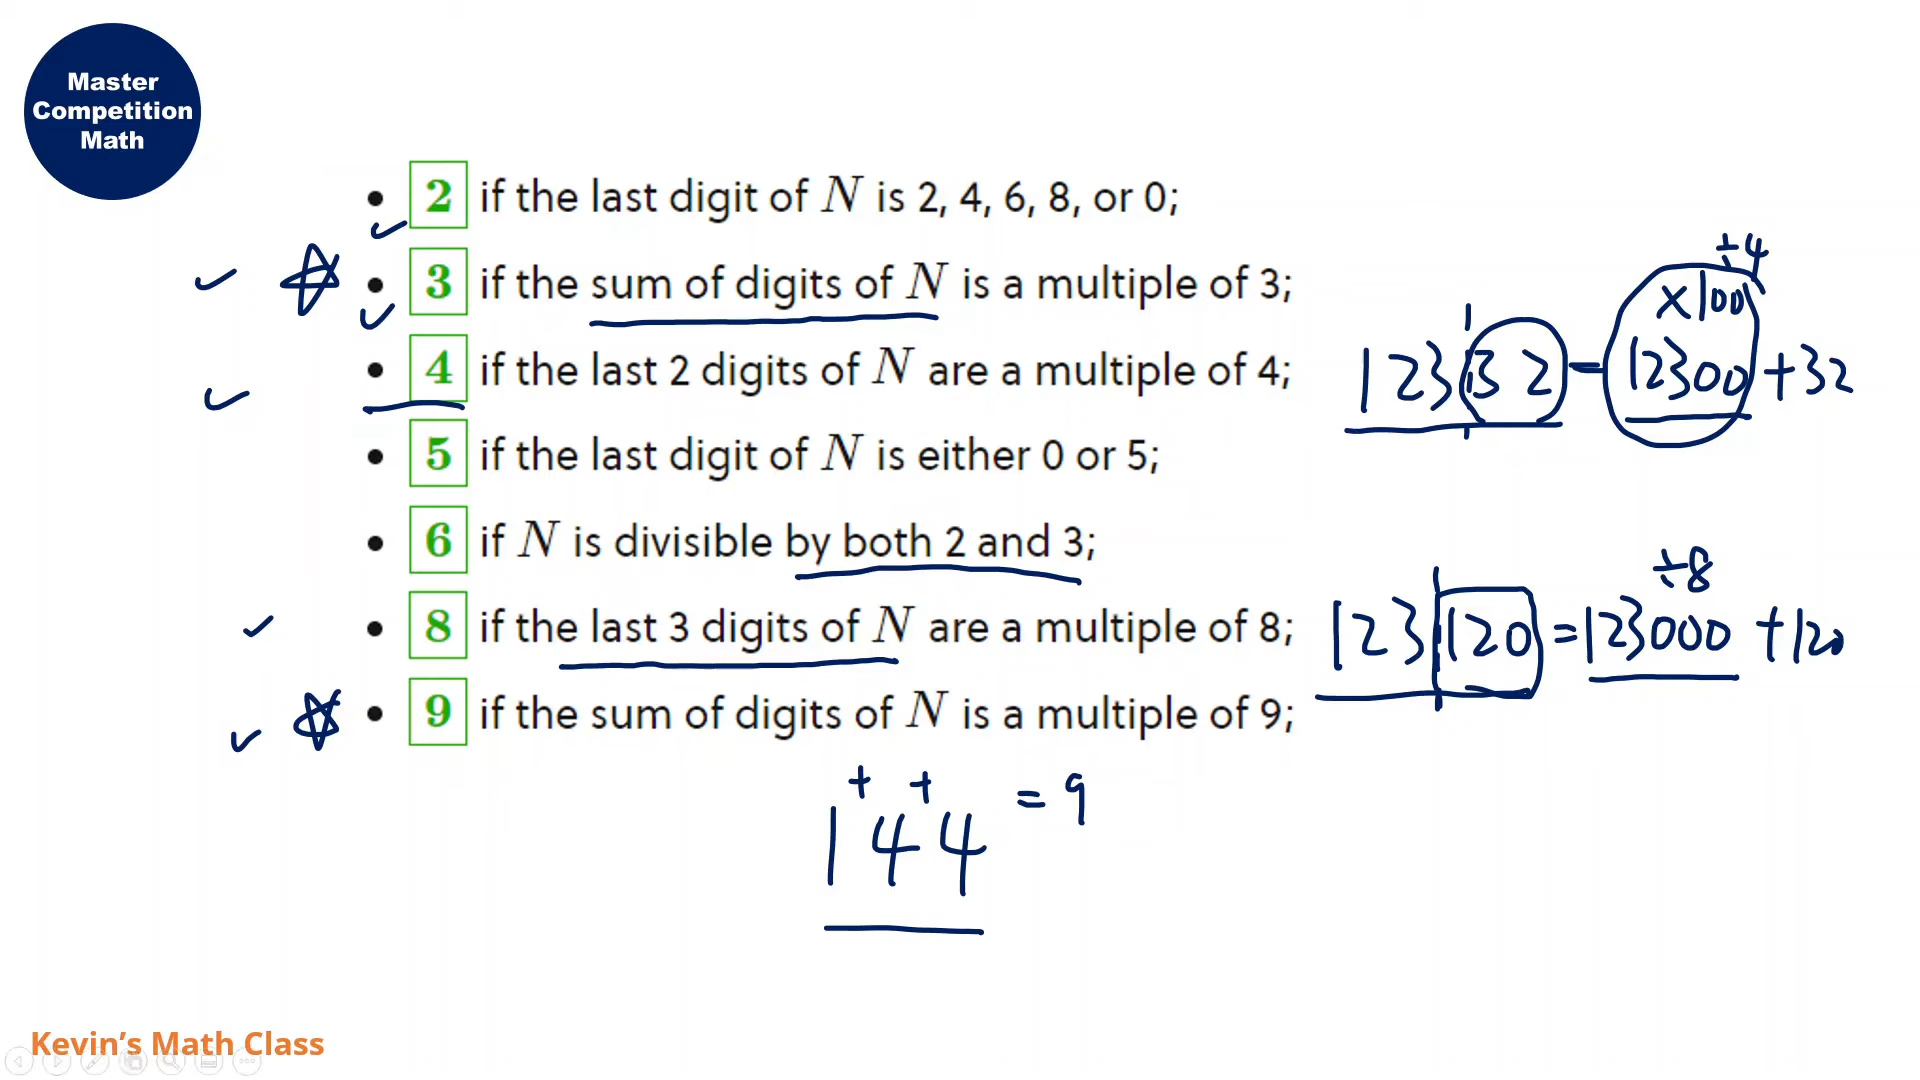 Master
Competition
Math
• 2 if the last digit of N is 2, 4, 6, 8, or 0;
• 3 if the sum of digits of N is a multiple of 3;
• 4 if the last 2 digits of N are a multiple of 4;
• 5 if the last digit of N is either 0 or 5;
• 6 if N is divisible by both 2 and 3;
• 8 if the last 3 digits of N are a multiple of 8;
• 9 if the sum of digits of N is a multiple of 9;
÷4
×100
12332 = 12300 + 32
÷8
123120 = 123000 + 120
+ + = 9
144
Kevin's Math Class